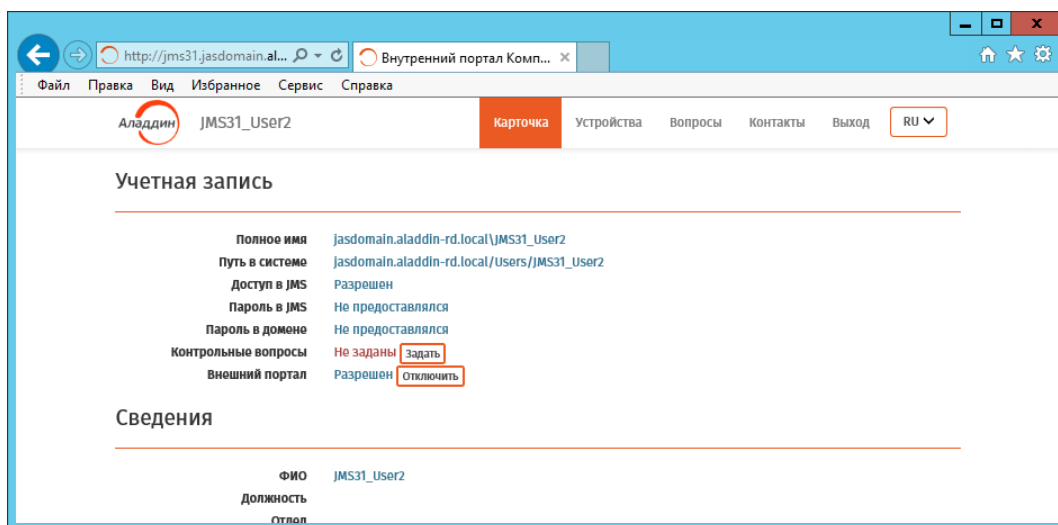 http://jms31.jasdomain.al... Внутренний портал Комп...
Файл Правка Вид Избранное Сервис Справка
Аладдин JMS31_User2 Карточка Устройства Вопросы Контакты Выход RU
Учетная запись
Полное имя jasdomain.aladdin-rd.local\JMS31_User2
Путь в системе jasdomain.aladdin-rd.local/Users/JMS31_User2
Доступ в JMS Разрешен
Пароль в JMS Не предоставлялся
Пароль в домене Не предоставлялся
Контрольные вопросы Не заданы Задать
Внешний портал Разрешен Отключить
Сведения
ФИО JMS31_User2
Должность
Отдел